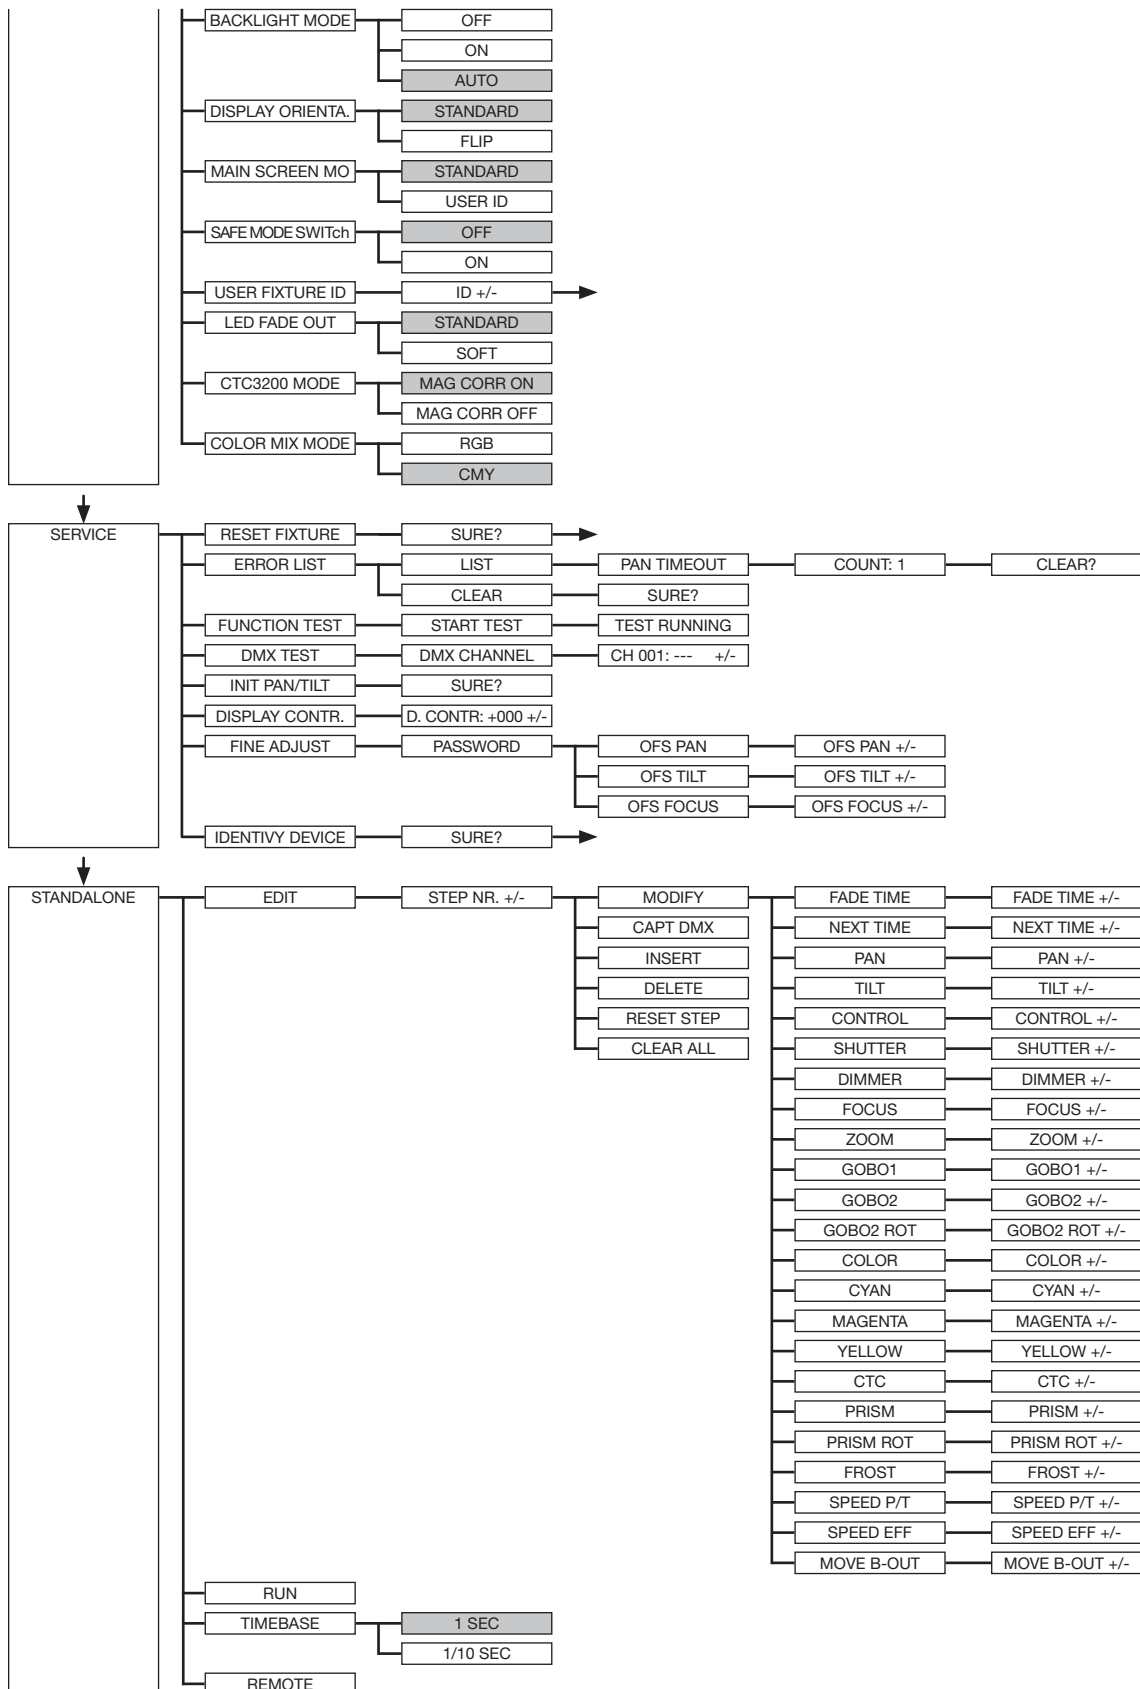 BACKLIGHT MODE OFF
ON
AUTO
DISPLAY ORIENTA. STANDARD
FLIP
MAIN SCREEN MO STANDARD
USER ID
SAFE MODE SWITch OFF
ON
USER FIXTURE ID ID +/-
LED FADE OUT STANDARD
SOFT
CTC3200 MODE MAG CORR ON
MAG CORR OFF
COLOR MIX MODE RGB
CMY
SERVICE RESET FIXTURE SURE?
ERROR LIST LIST PAN TIMEOUT COUNT: 1 CLEAR?
CLEAR SURE?
FUNCTION TEST START TEST TEST RUNNING
DMX TEST DMX CHANNEL CH 001: --- +/-
INIT PAN/TILT SURE?
DISPLAY CONTR. D. CONTR: +000 +/-
FINE ADJUST PASSWORD OFS PAN OFS PAN +/-
OFS TILT OFS TILT +/-
OFS FOCUS OFS FOCUS +/-
IDENTIVY DEVICE SURE?
STANDALONE EDIT STEP NR. +/- MODIFY FADE TIME FADE TIME +/-
CAPT DMX NEXT TIME NEXT TIME +/-
INSERT PAN PAN +/-
DELETE TILT TILT +/-
RESET STEP CONTROL CONTROL +/-
CLEAR ALL SHUTTER SHUTTER +/-
DIMMER DIMMER +/-
FOCUS FOCUS +/-
ZOOM ZOOM +/-
GOBO1 GOBO1 +/-
GOBO2 GOBO2 +/-
GOBO2 ROT GOBO2 ROT +/-
COLOR COLOR +/-
CYAN CYAN +/-
MAGENTA MAGENTA +/-
YELLOW YELLOW +/-
CTC CTC +/-
PRISM PRISM +/-
PRISM ROT PRISM ROT +/-
FROST FROST +/-
SPEED P/T SPEED P/T +/-
SPEED EFF SPEED EFF +/-
MOVE B-OUT MOVE B-OUT +/-
RUN
TIMEBASE 1 SEC
1/10 SEC
REMOTE